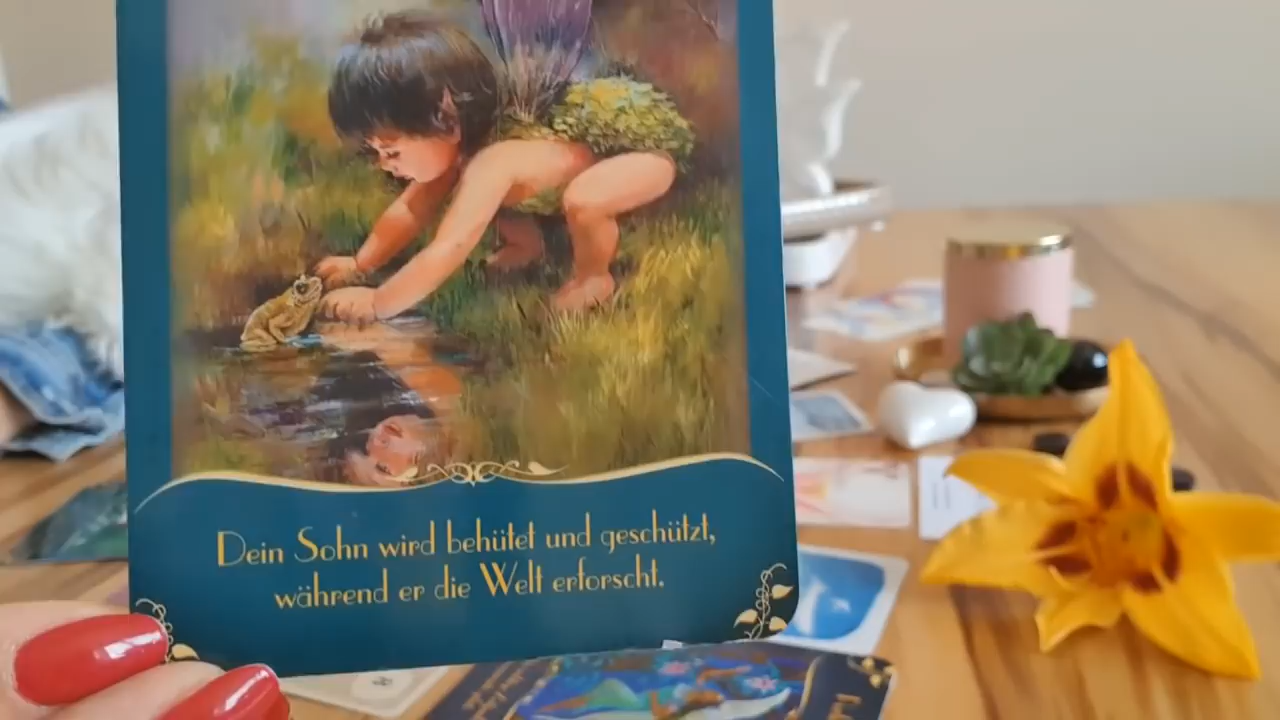 Dein Sohn wird behütet und geschützt,
während er die Welt erforscht.